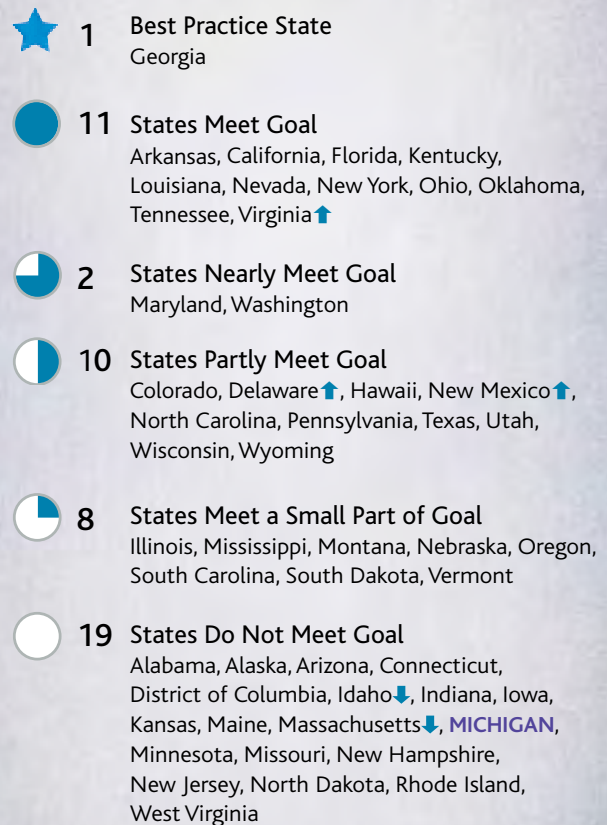 1 Best Practice State
Georgia
11 States Meet Goal
Arkansas, California, Florida, Kentucky,
Louisiana, Nevada, New York, Ohio, Oklahoma,
Tennessee, Virginia⬆
2 States Nearly Meet Goal
Maryland, Washington
10 States Partly Meet Goal
Colorado, Delaware⬆, Hawaii, New Mexico⬆,
North Carolina, Pennsylvania, Texas, Utah,
Wisconsin, Wyoming
8 States Meet a Small Part of Goal
Illinois, Mississippi, Montana, Nebraska, Oregon,
South Carolina, South Dakota, Vermont
19 States Do Not Meet Goal
Alabama, Alaska, Arizona, Connecticut,
District of Columbia, Idaho⬇, Indiana, Iowa,
Kansas, Maine, Massachusetts⬇, MICHIGAN,
Minnesota, Missouri, New Hampshire,
New Jersey, North Dakota, Rhode Island,
West Virginia